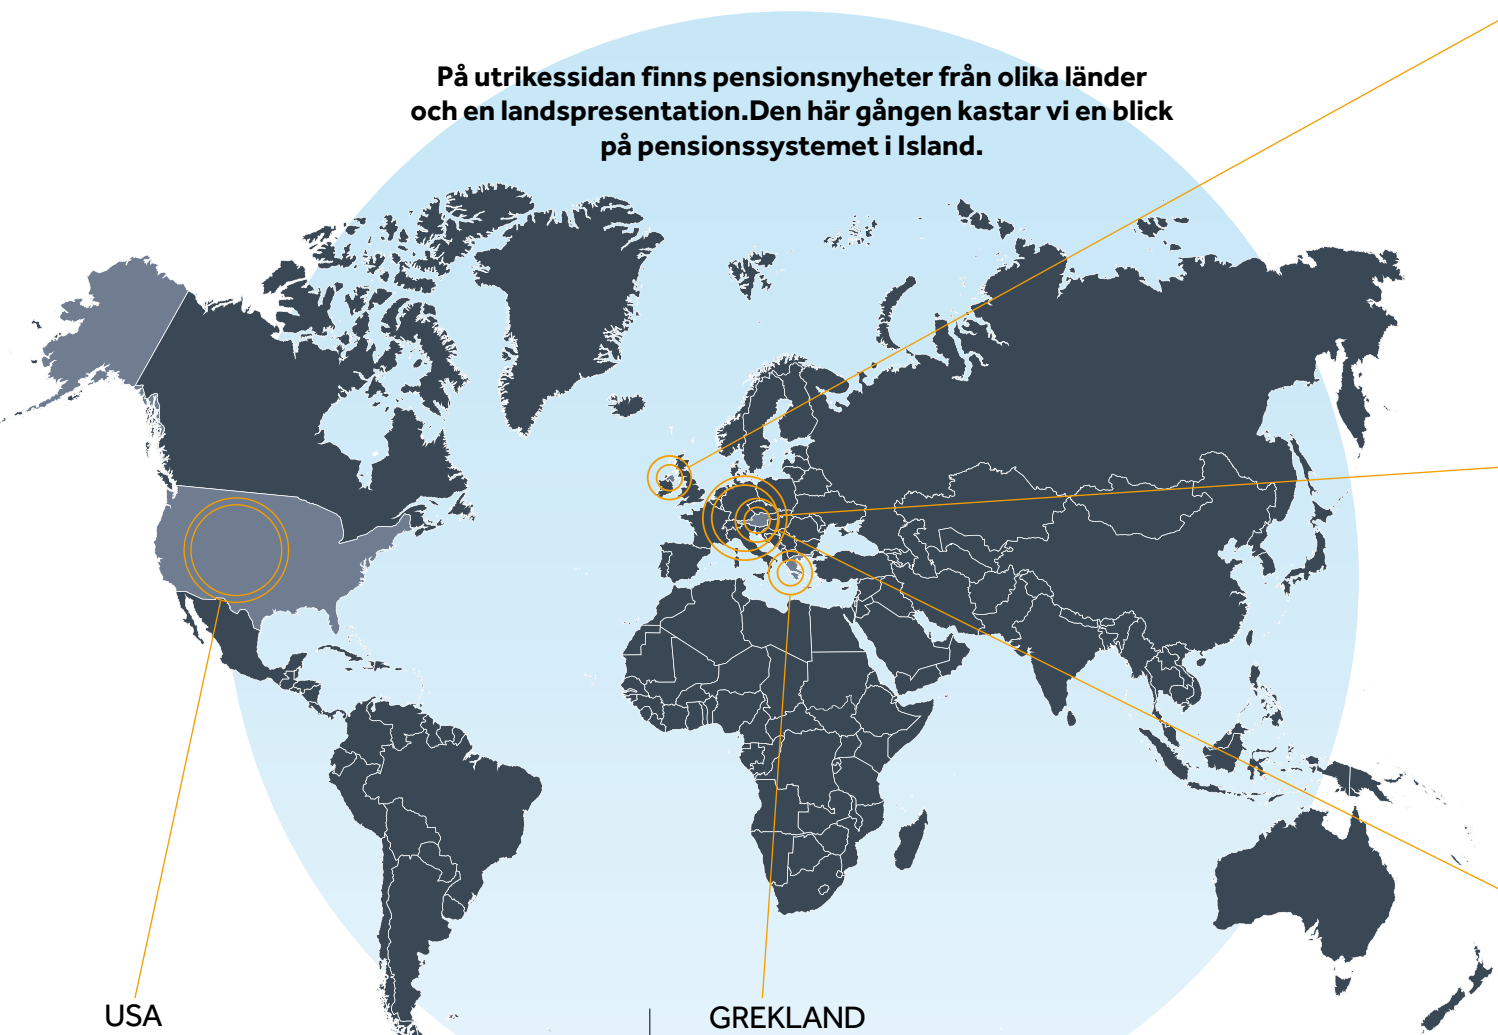 På utrikessidan finns pensionsnyheter från olika länder
och en landspresentation.Den här gången kastar vi en blick
på pensionssystemet i Island.
USA
GREKLAND